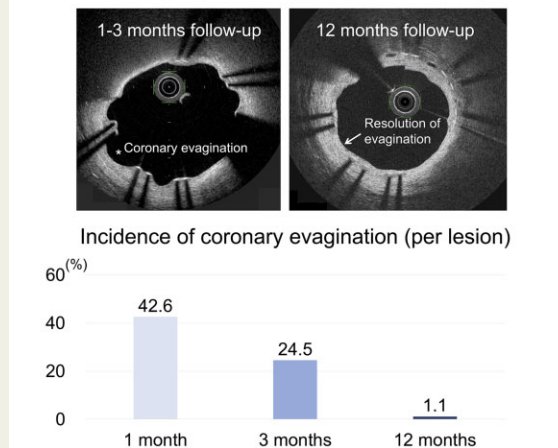 1-3 months follow-up
12 months follow-up
* Coronary evagination
Resolution of
evagination
Incidence of coronary evagination (per lesion)
(%)
60
42.6
40
24.5
20
1.1
0
1 month
3 months
12 months